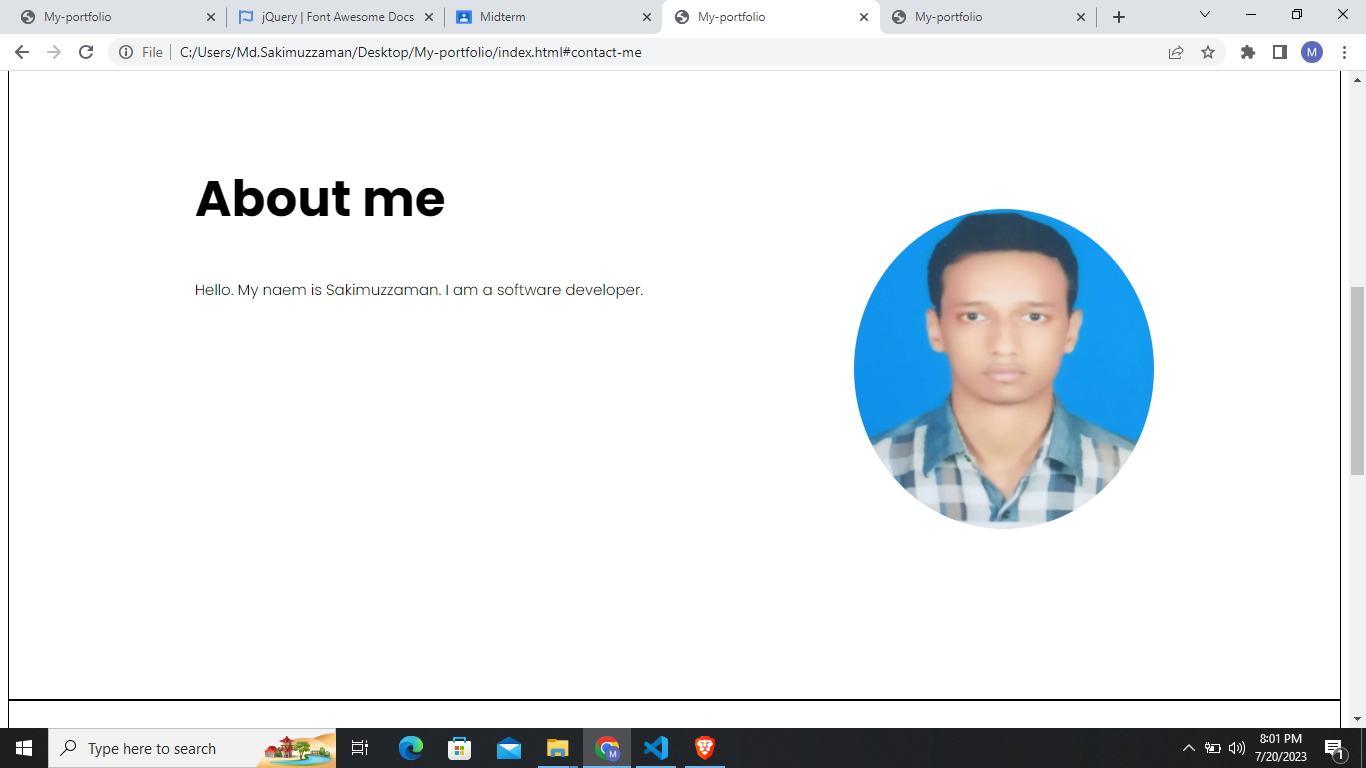 My-portfolio
jQuery | Font Awesome Docs
Midterm
My-portfolio
My-portfolio
File
C:/Users/Md.Sakimuzzaman/Desktop/My-portfolio/index.html#contact-me
M
About me
Hello. My naem is Sakimuzzaman. I am a software developer.
Type here to search
M
8:01 PM
7/20/2023
1